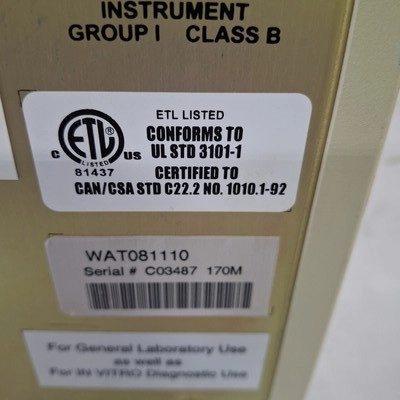 INSTRUMENT
GROUP I CLASS B
ETL LISTED
CONFORMS TO
UL STD 3101-1
CERTIFIED TO
CAN/CSA STD C22.2 NO. 1010.1-92
C ETL ® US
LISTED
81437
WAT081110
Serial # C03487 170M
For General Laboratory Use
as well as
For IN VITRO Diagnostic Use